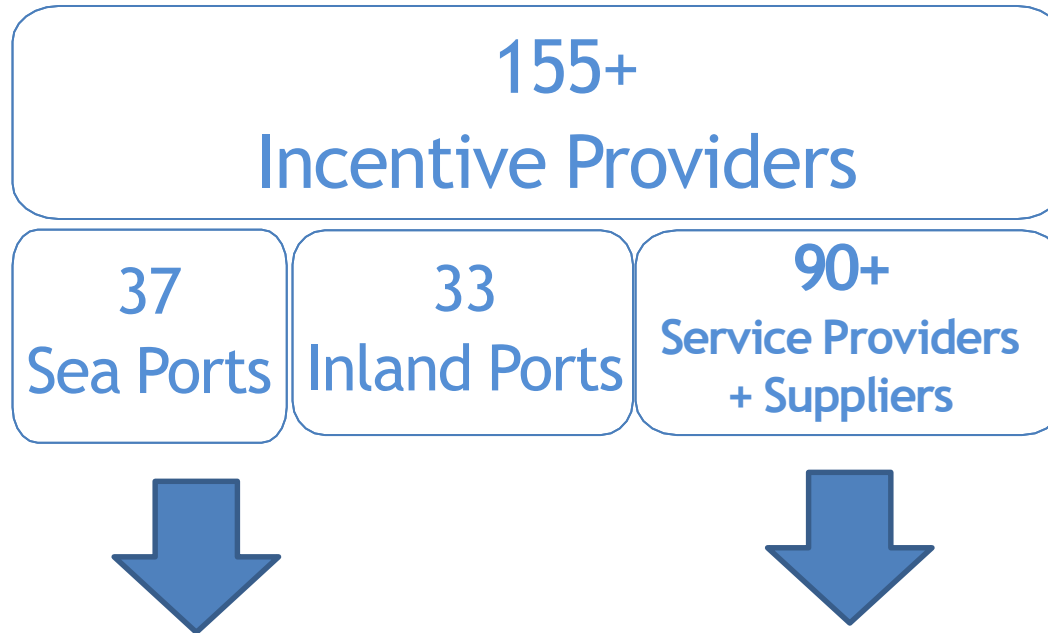 155+
Incentive Providers
37
Sea Ports
33
Inland Ports
90+
Service Providers
+ Suppliers